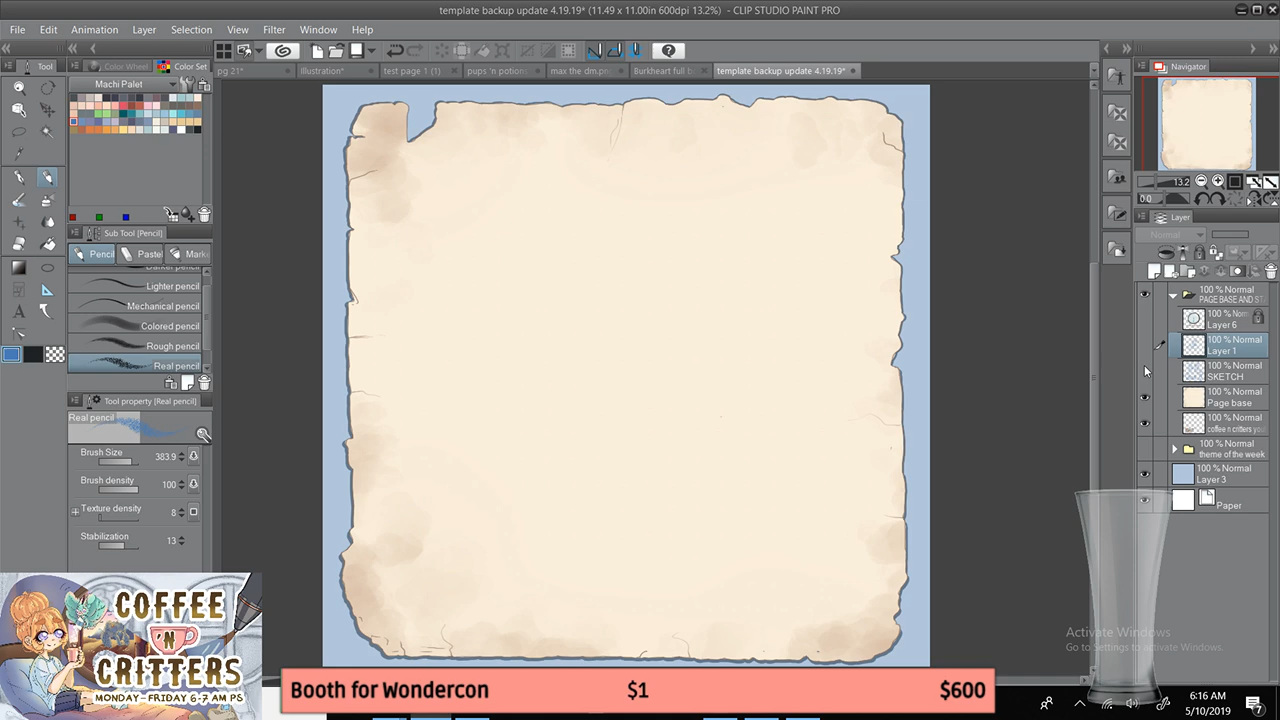 template backup update 4.19.19* (11.49 x 11.00in 600dpi 13.2%) - CLIP STUDIO PAINT PRO
File Edit Animation Layer Selection View Filter Window Help
Tool
Color Wheel
Color Set
pg 21*
illustration*
test page 1 (1)
pups 'n potions
max the dm.pn
Burkheart full b
template backup update 4.19.19*
Navigator
Machi Palet
13.2
0.0
Sub Tool [Pencil]
Pencil
Paste
Mark
Darker pencil
Lighter pencil
Mechanical pencil
Colored pencil
Rough pencil
Real pencil
Tool property [Real pencil]
Real pencil
Brush Size 383.9
Brush density 100
Texture density 8
Stabilization 13
Layer
Normal
100 % Normal
PAGE BASE AND ST
100 % Norm
Layer 6
100 % Normal
Layer 1
100 % Normal
SKETCH
100 % Normal
Page base
100 % Normal
coffee n critters you
100 % Normal
theme of the week
100 % Normal
Layer 3
Paper
COFFEE
'N
CRITTERS
MONDAY-FRIDAY 6-7 AM PS
Activate Windows
Go to Settings to activate Windows.
Booth for Wondercon $1 $600
6:16 AM
5/10/2019
7